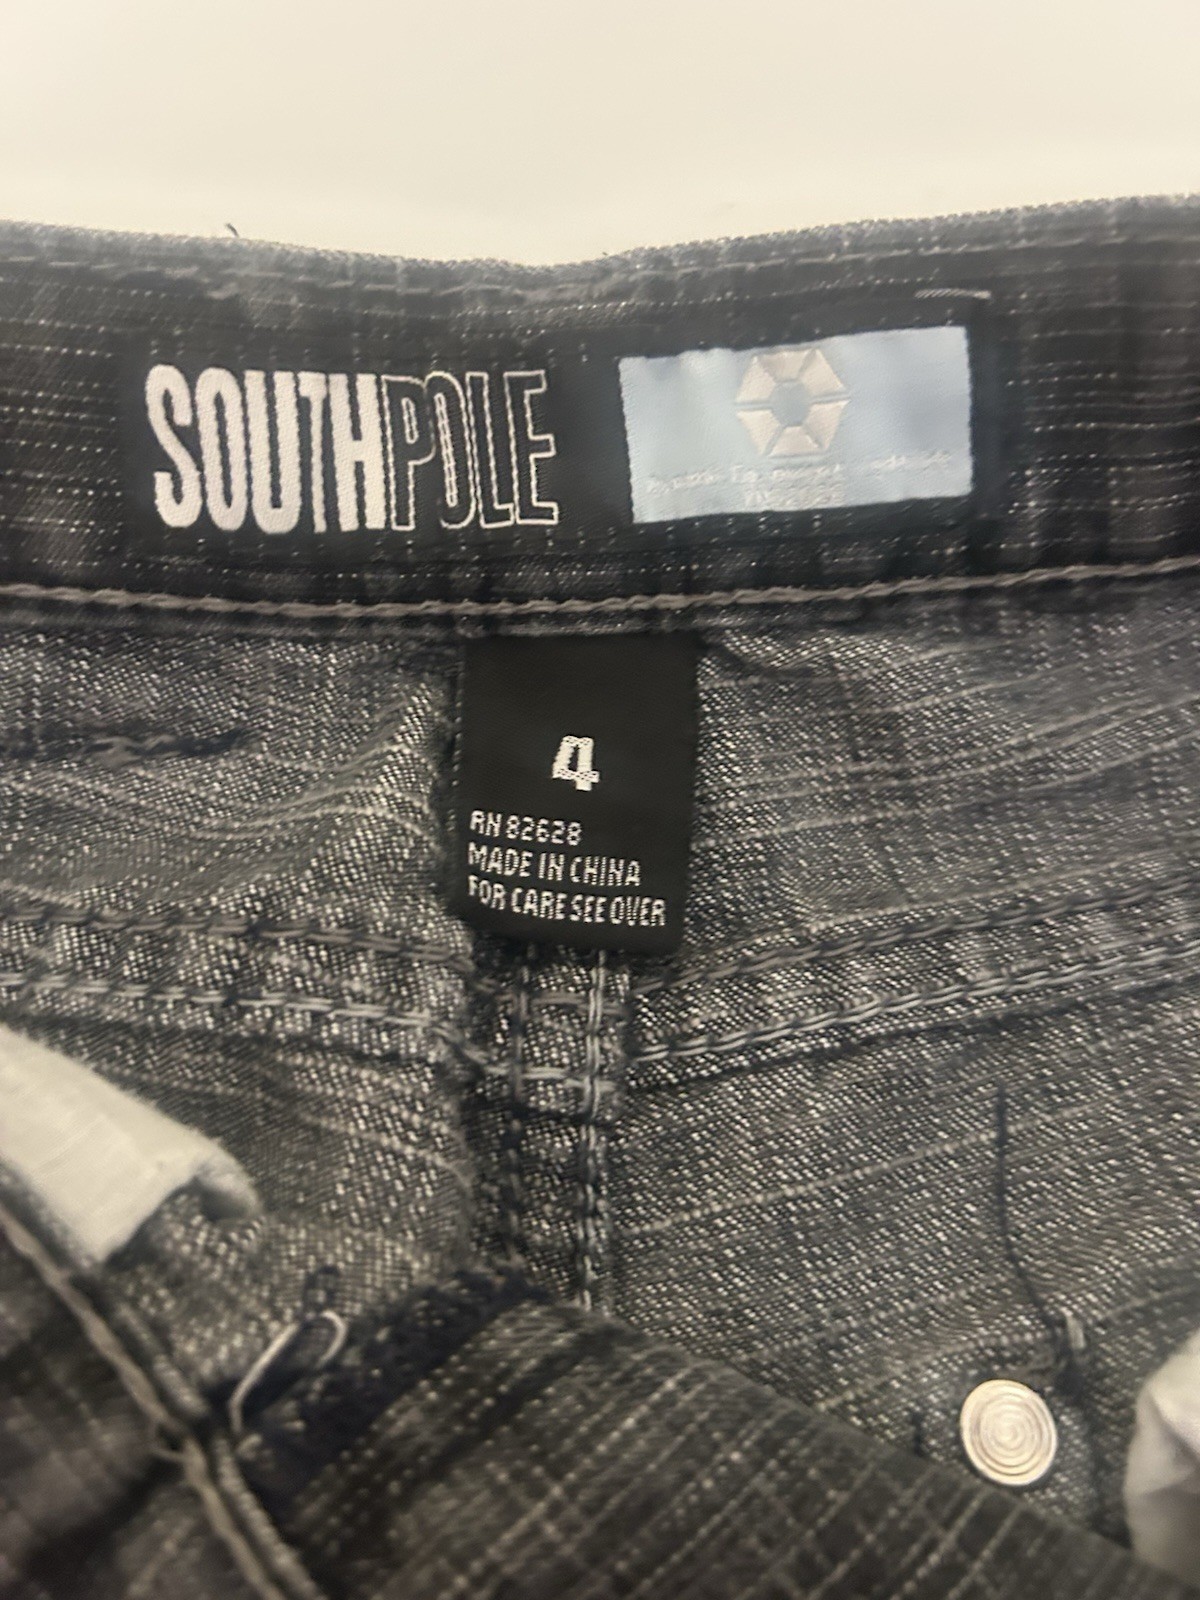 SOUTHPOLE
4
RN 82628
MADE IN CHINA
FOR CARE SEE OVER